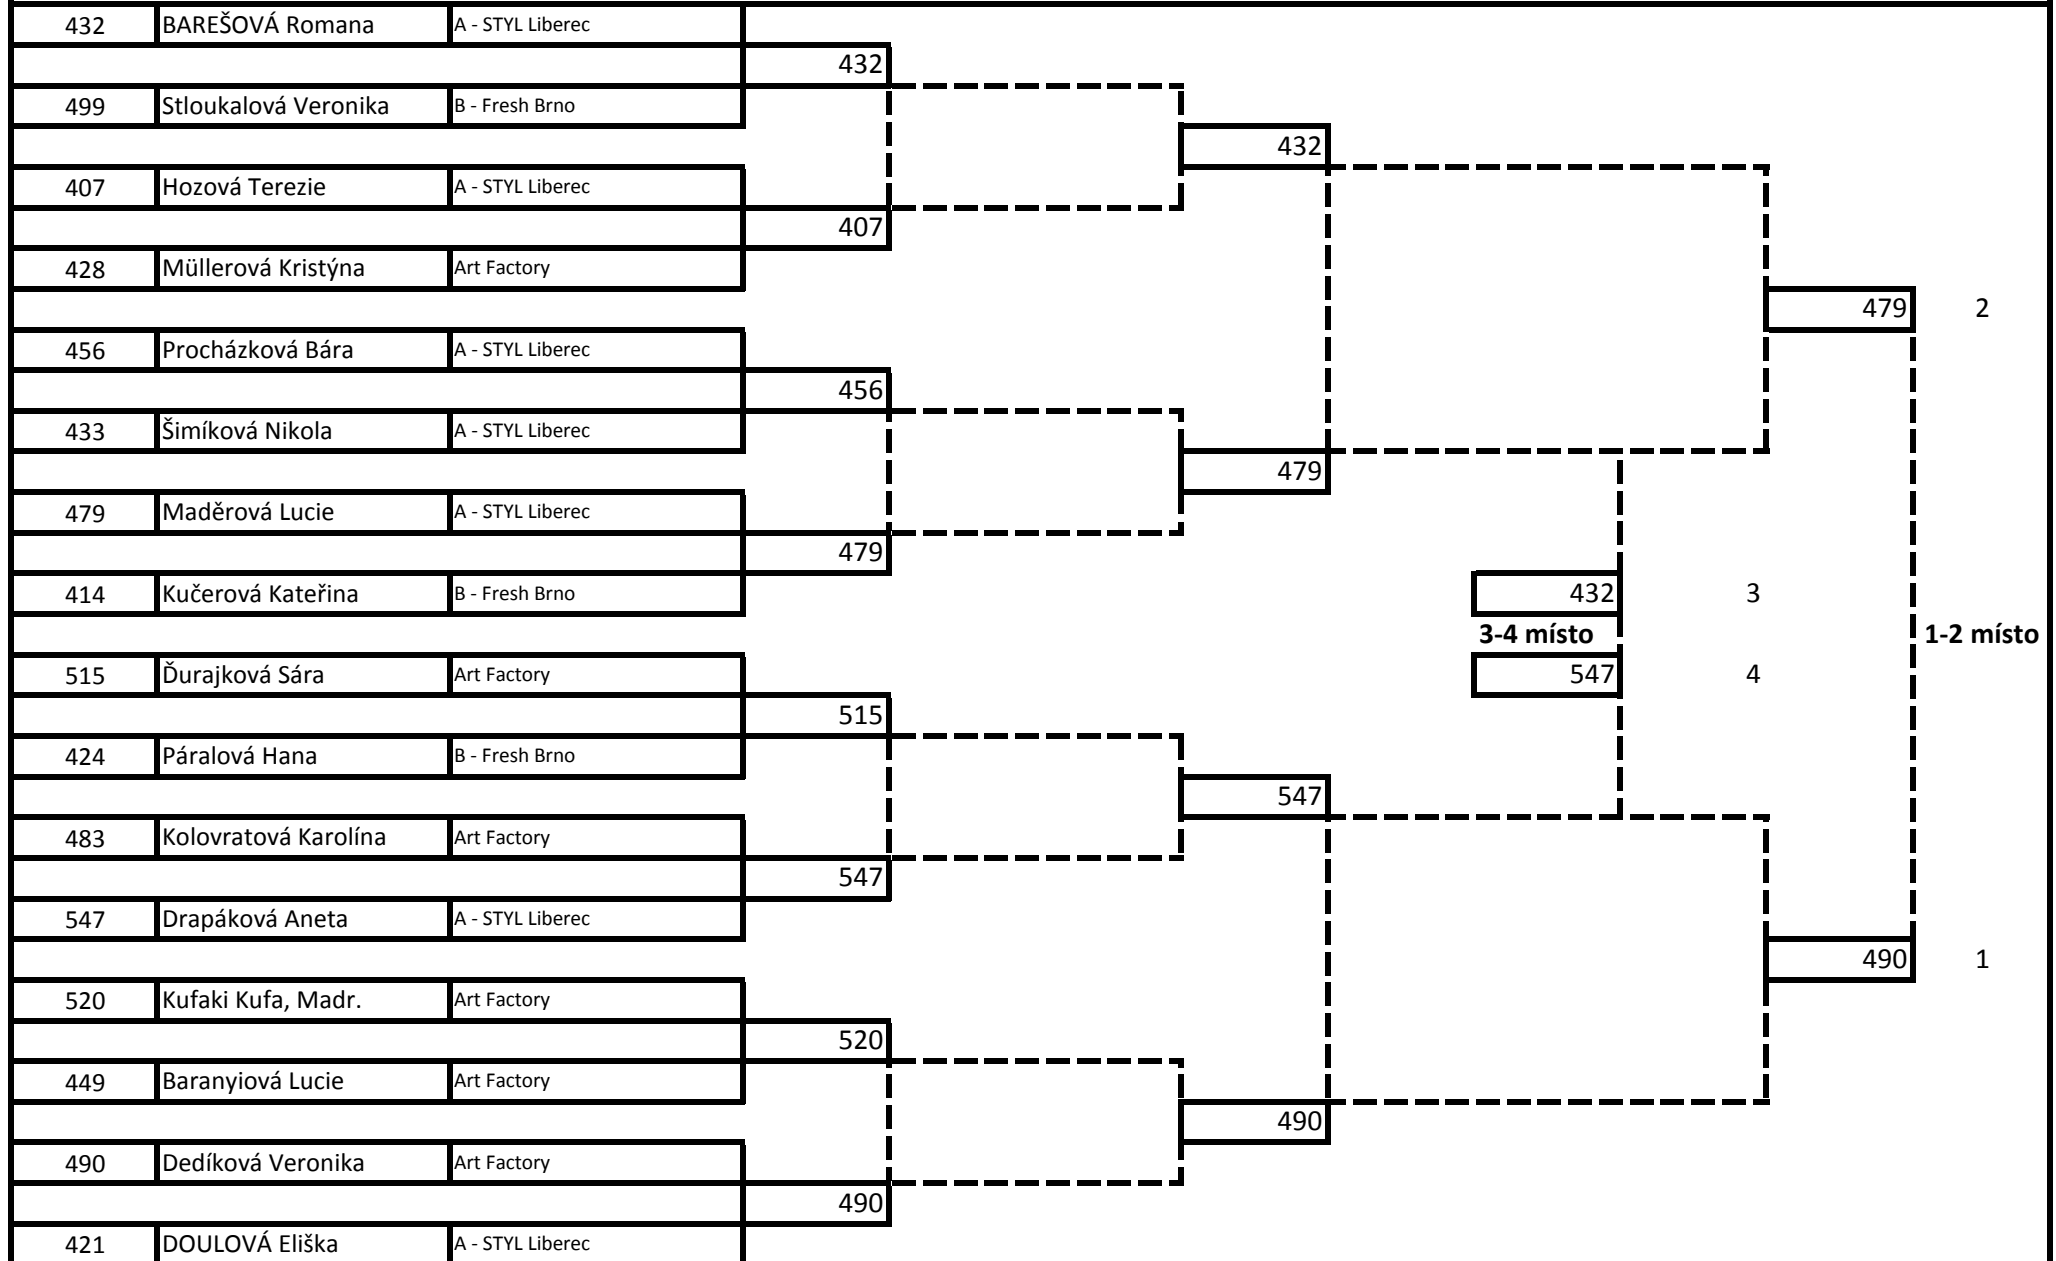 432 BAREŠOVÁ Romana A - STYL Liberec
432
499 Stloukalová Veronika B - Fresh Brno
432
407 Hozová Terezie A - STYL Liberec
407
428 Müllerová Kristýna Art Factory
479 2
456 Procházková Bára A - STYL Liberec
456
433 Šimíková Nikola A - STYL Liberec
479
479 Maděrová Lucie A - STYL Liberec
479
414 Kučerová Kateřina B - Fresh Brno 432 3
3-4 místo 1-2 místo
515 Ďurajková Sára Art Factory 547 4
515
424 Páralová Hana B - Fresh Brno
547
483 Kolovratová Karolína Art Factory
547
547 Drapáková Aneta A - STYL Liberec
490 1
520 Kufaki Kufa, Madr. Art Factory
520
449 Baranyiová Lucie Art Factory
490
490 Dedíková Veronika Art Factory
490
421 DOULOVÁ Eliška A - STYL Liberec